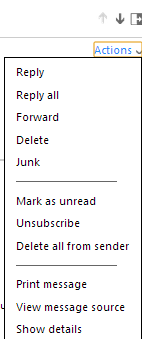 Actions
Reply
Reply all
Forward
Delete
Junk
Mark as unread
Unsubscribe
Delete all from sender
Print message
View message source
Show details